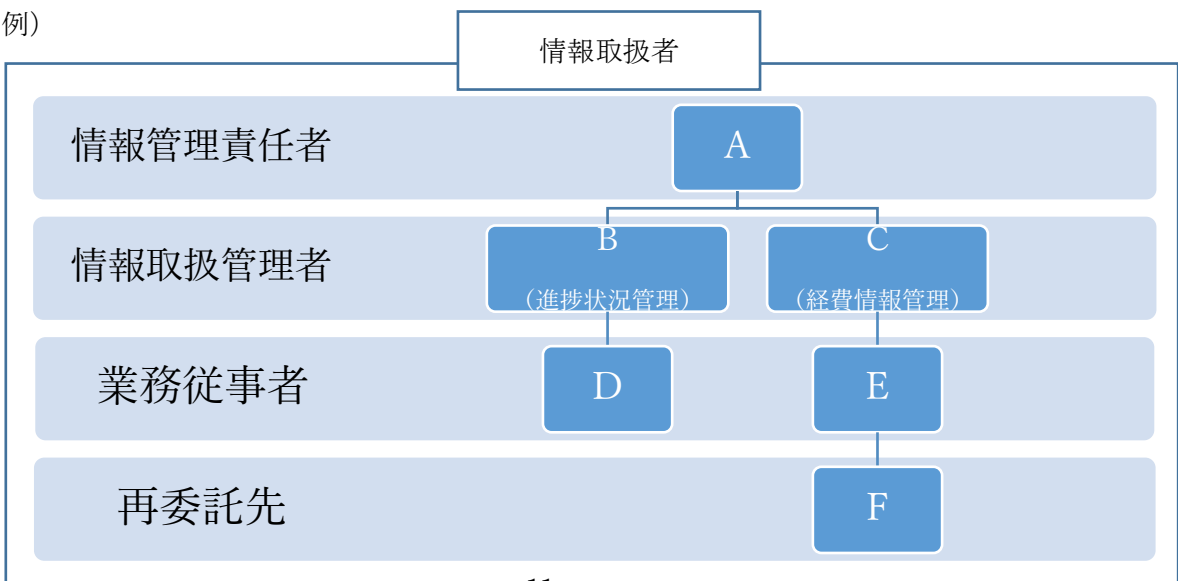 例）
情報取扱者
情報管理責任者
A
情報取扱管理者
B
（進捗状況管理）
C
（経費情報管理）
業務従事者
D
E
再委託先
F
11